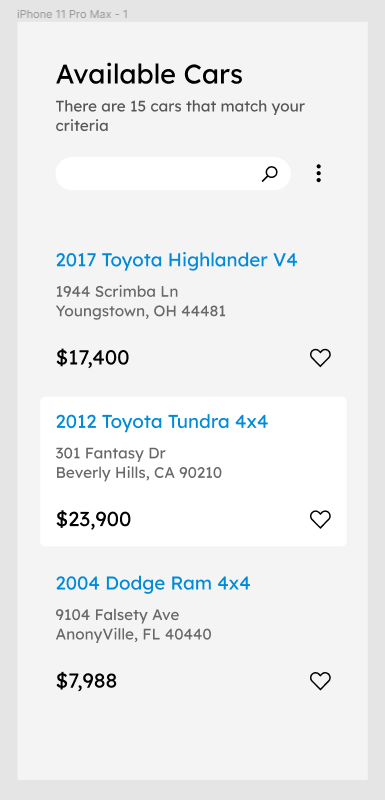 iPhone 11 Pro Max - 1
Available Cars
There are 15 cars that match your
criteria
2017 Toyota Highlander V4
1944 Scrimba Ln
Youngstown, OH 44481
$17,400
2012 Toyota Tundra 4x4
301 Fantasy Dr
Beverly Hills, CA 90210
$23,900
2004 Dodge Ram 4x4
9104 Falsety Ave
AnonyVille, FL 40440
$7,988